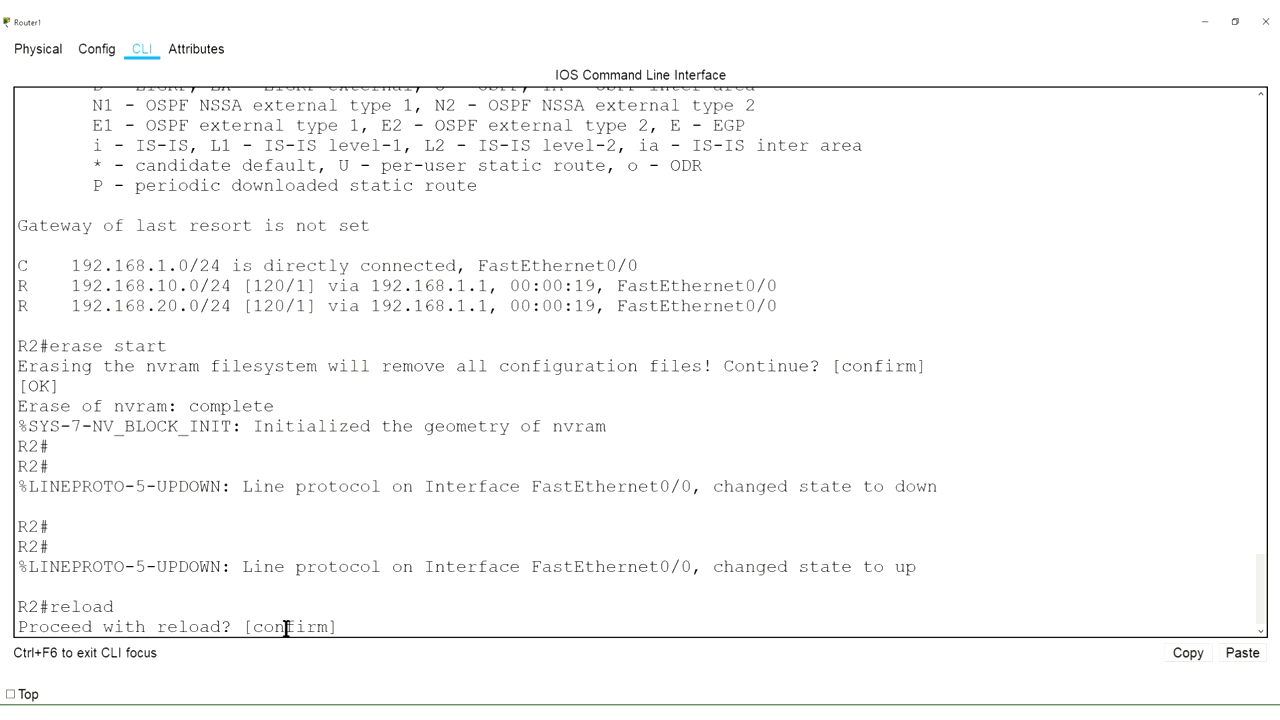 Router1
Physical Config CLI Attributes
IOS Command Line Interface
D - EIGRP, EX - EIGRP external, O - OSPF, IA - OSPF inter area
N1 - OSPF NSSA external type 1, N2 - OSPF NSSA external type 2
E1 - OSPF external type 1, E2 - OSPF external type 2, E - EGP
i - IS-IS, L1 - IS-IS level-1, L2 - IS-IS level-2, ia - IS-IS inter area
* - candidate default, U - per-user static route, o - ODR
P - periodic downloaded static route
Gateway of last resort is not set
C 192.168.1.0/24 is directly connected, FastEthernet0/0
R 192.168.10.0/24 [120/1] via 192.168.1.1, 00:00:19, FastEthernet0/0
R 192.168.20.0/24 [120/1] via 192.168.1.1, 00:00:19, FastEthernet0/0
R2#erase start
Erasing the nvram filesystem will remove all configuration files! Continue? [confirm]
[OK]
Erase of nvram: complete
%SYS-7-NV_BLOCK_INIT: Initialized the geometry of nvram
R2#
R2#
%LINEPROTO-5-UPDOWN: Line protocol on Interface FastEthernet0/0, changed state to down
R2#
R2#
%LINEPROTO-5-UPDOWN: Line protocol on Interface FastEthernet0/0, changed state to up
R2#reload
Proceed with reload? [confirm]
Ctrl+F6 to exit CLI focus
Copy Paste
Top